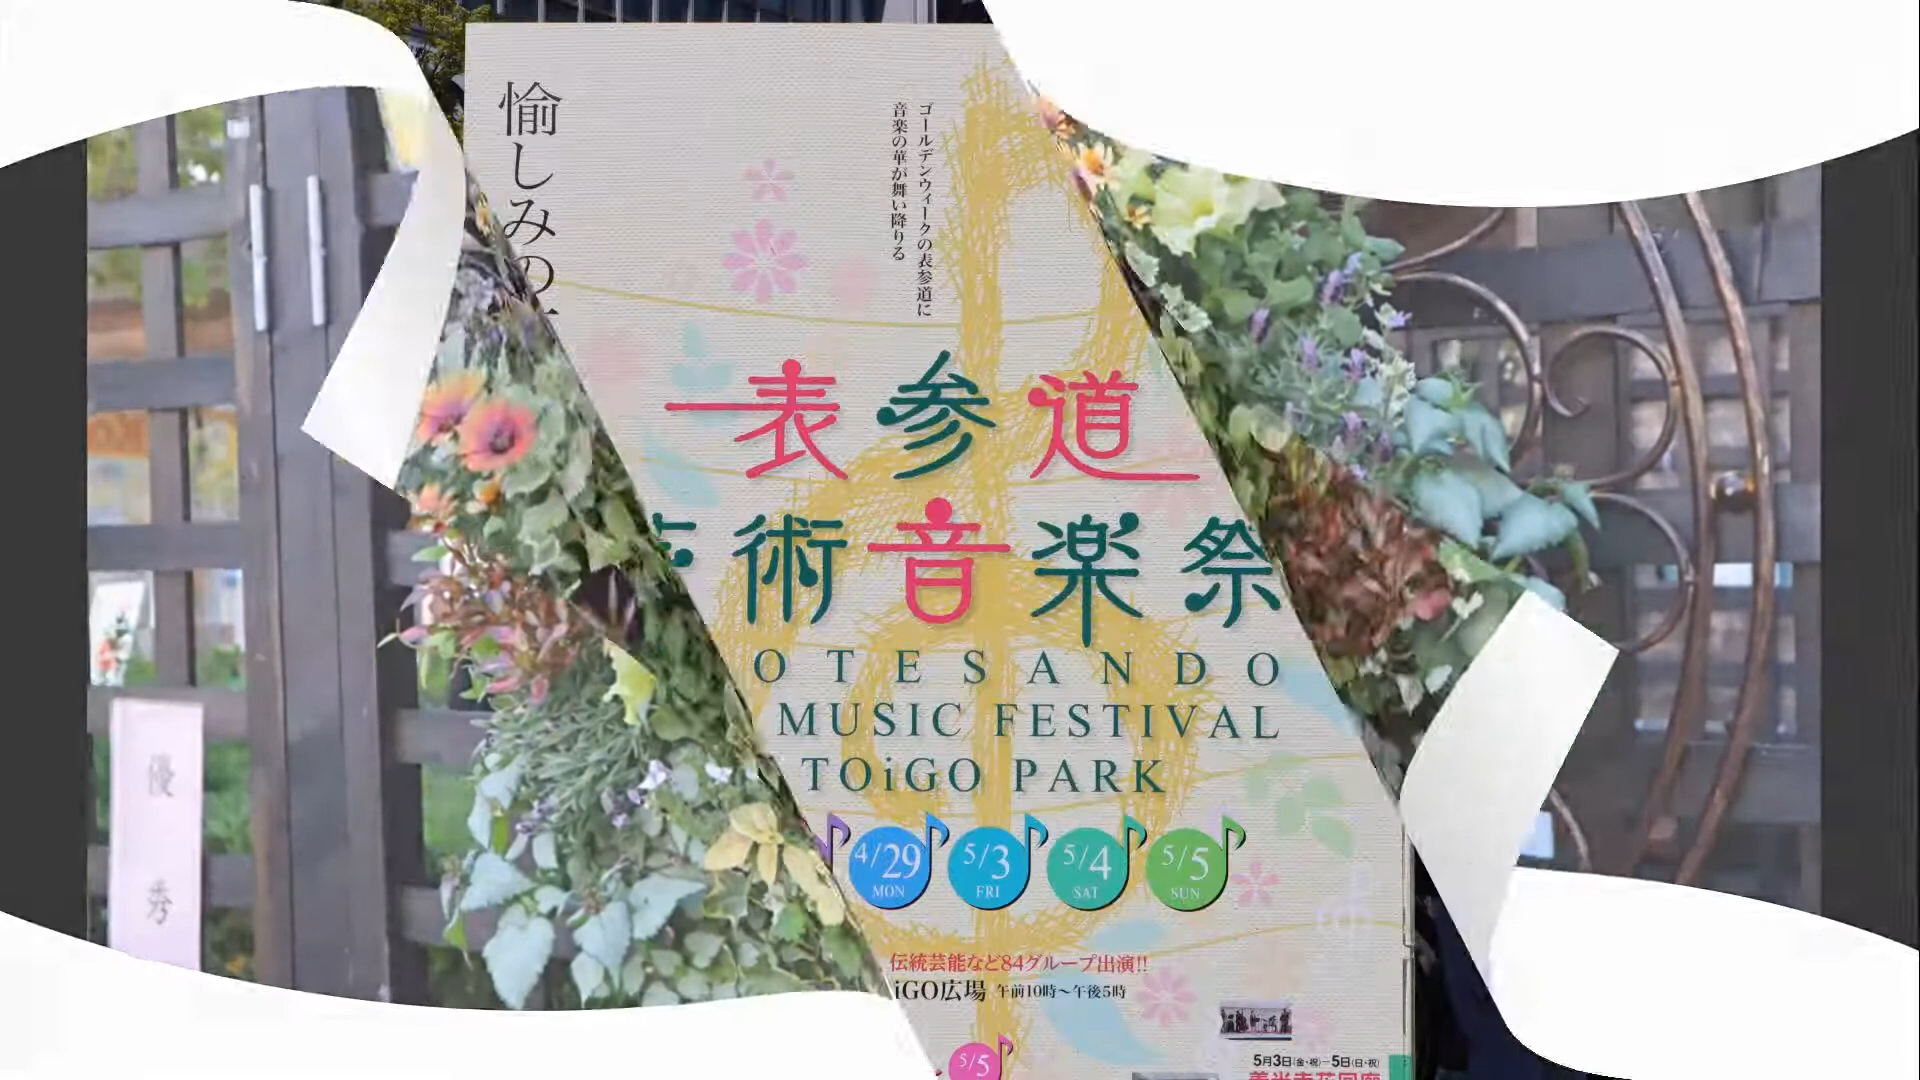 愉しみの
ゴールデンウィークの表参道に
音楽の華が舞い降りる
表参道
術音楽祭
OTESANDO
MUSIC FESTIVAL
TOiGO PARK
4/29 MON
5/3 FRI
5/4 SAT
5/5 SUN
伝統芸能など84グループ出演!!
iGO広場 午前10時〜午後5時
5/5
5月3日(金・祝)―5日(日・祝)
優秀